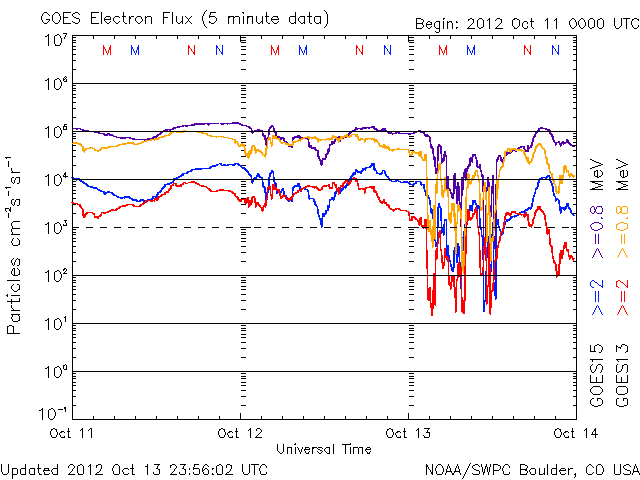 GOES Electron Flux (5 minute data)
Begin: 2012 Oct 11 0000 UTC
M M N N M M N N M M N N
10⁷
10⁶
10⁵
10⁴
10³
10²
10¹
10⁰
10⁻¹
Particles cm⁻²s⁻¹sr⁻¹
GOES15 >=2 >=0.8 MeV
GOES13 >=2 >=0.8 MeV
Oct 11 Oct 12 Oct 13 Oct 14
Universal Time
Updated 2012 Oct 13 23:56:02 UTC
NOAA/SWPC Boulder, CO USA